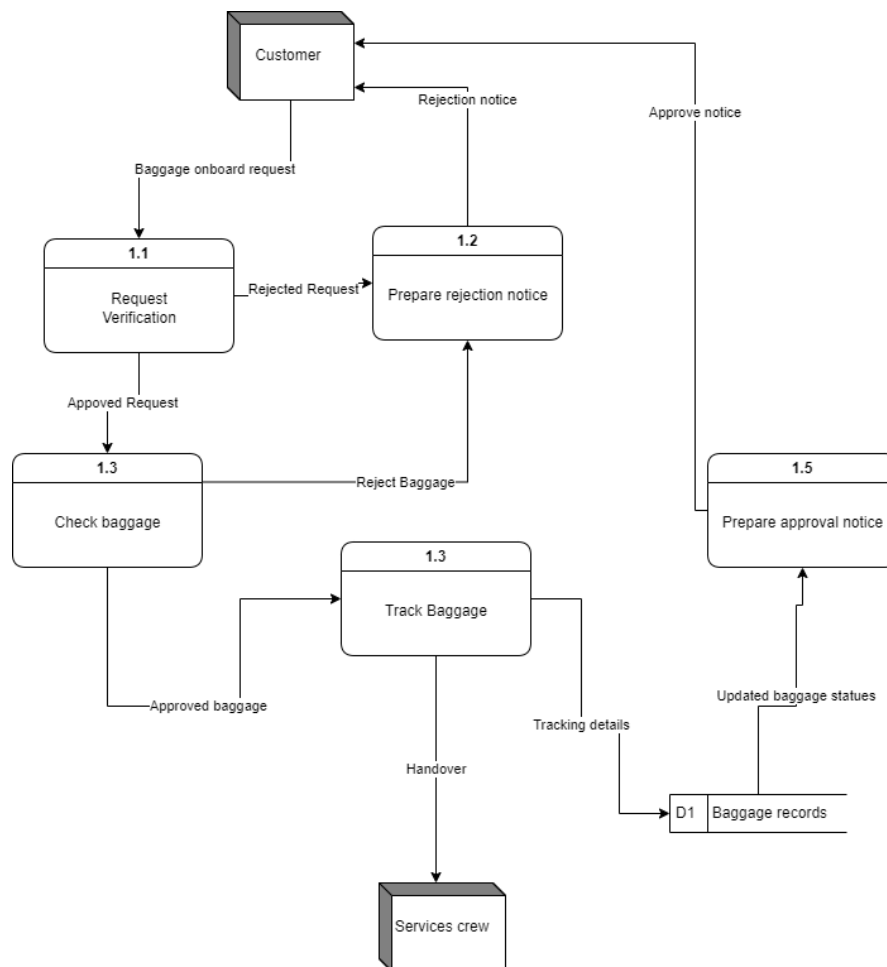 Customer
Rejection notice
Approve notice
Baggage onboard request
1.1
Request
Verification
Rejected Request
1.2
Prepare rejection notice
Appoved Request
1.3
Check baggage
Reject Baggage
1.5
Prepare approval notice
1.3
Track Baggage
Approved baggage
Updated baggage statues
Tracking details
Handover
D1
Baggage records
Services crew